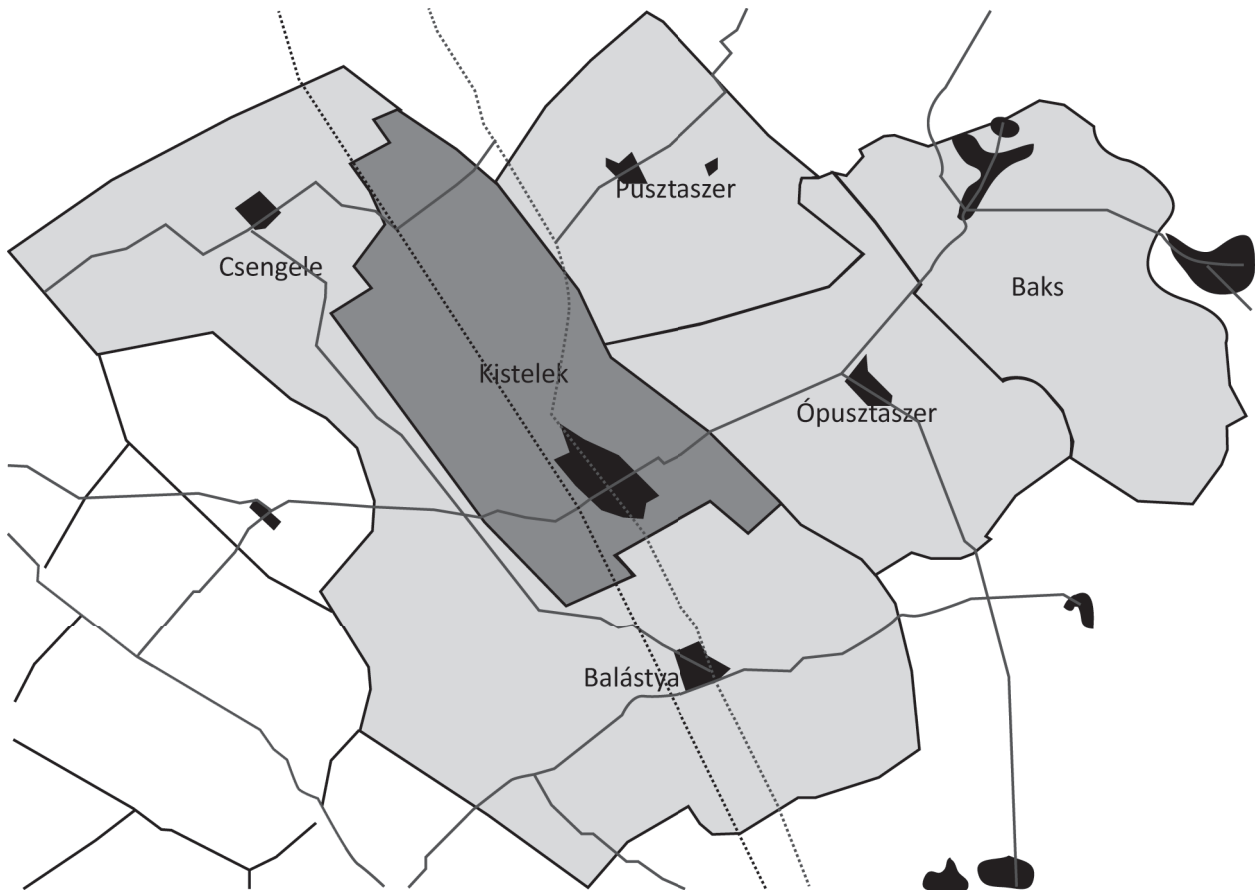 Pusztaszer
Csengele
Baks
Kistelek
Ópusztaszer
Balástya